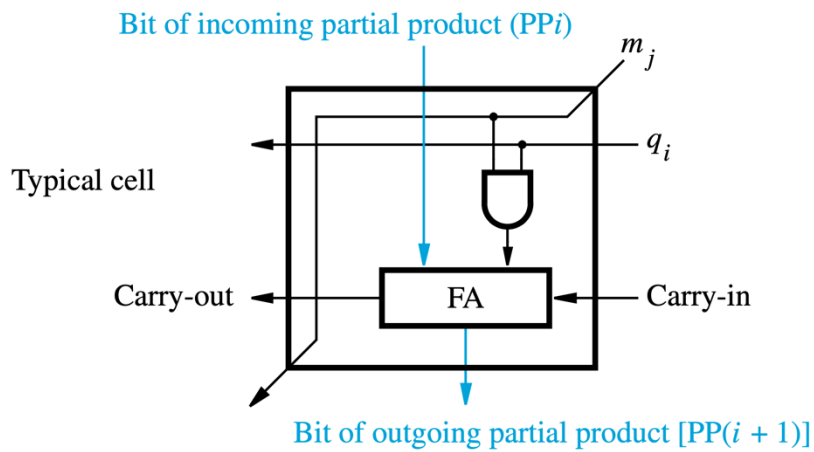 Bit of incoming partial product (PPi)
m j
q i
Typical cell
Carry-out
FA
Carry-in
Bit of outgoing partial product [PP(i + 1)]